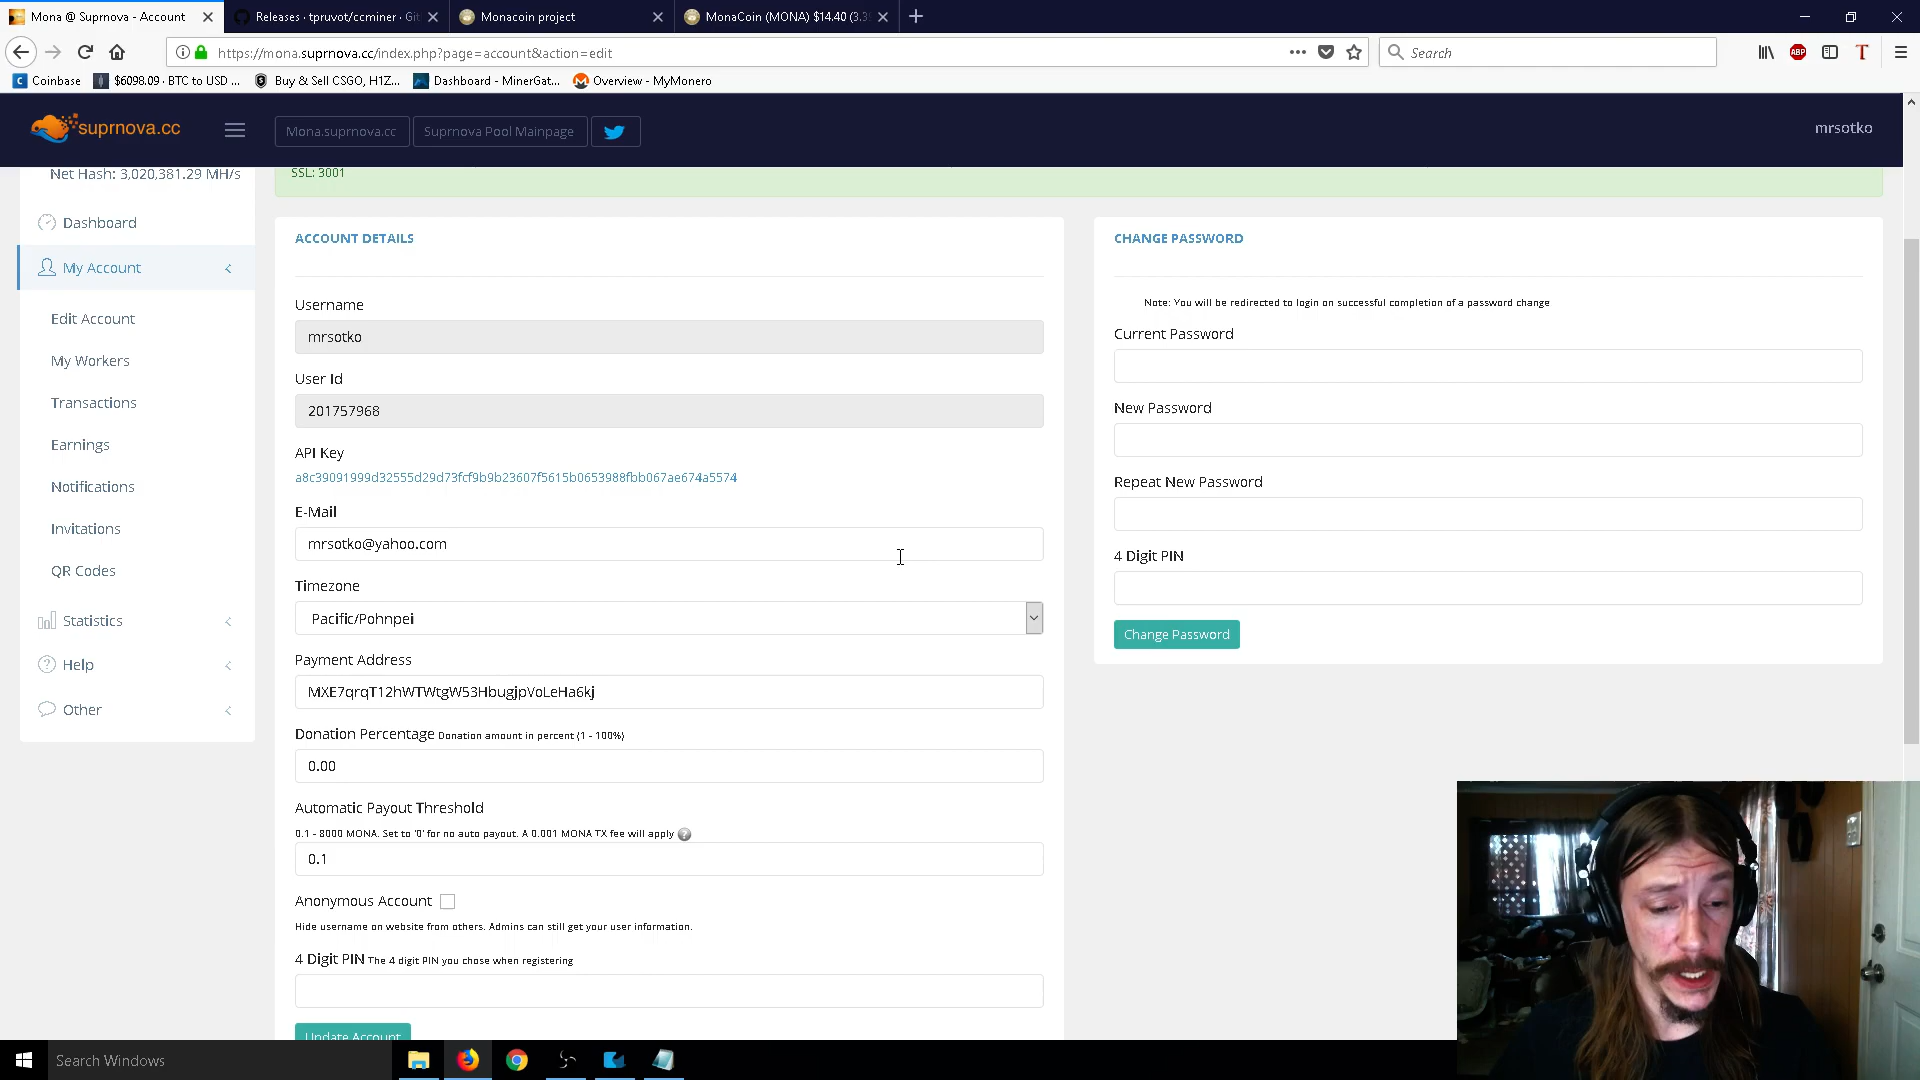 Mona @ Suprnova - Account
Releases · tpruvot/ccminer · Git
Monacoin project
MonaCoin (MONA) $14.40 (3.3
https://mona.suprnova.cc/index.php?page=account&action=edit
Search
Coinbase
$6098.09 · BTC to USD ...
Buy & Sell CSGO, H1Z...
Dashboard - MinerGat...
Overview - MyMonero
suprnova.cc
Mona.suprnova.cc
Suprnova Pool Mainpage
mrsotko
Net Hash: 3,020,381.29 MH/s
SSL: 3001
Dashboard
My Account
Edit Account
My Workers
Transactions
Earnings
Notifications
Invitations
QR Codes
Statistics
Help
Other
ACCOUNT DETAILS
Username
mrsotko
User Id
201757968
API Key
a8c39091999d32555d29d73fcf9b9b23607f5615b0653988fbb067ae674a5574
E-Mail
mrsotko@yahoo.com
Timezone
Pacific/Pohnpei
Payment Address
MXE7qrqT12hWTWtgW53HbugjpVoLeHa6kj
Donation Percentage Donation amount in percent (1 - 100%)
0.00
Automatic Payout Threshold
0.1 - 8000 MONA. Set to '0' for no auto payout. A 0.001 MONA TX fee will apply
0.1
Anonymous Account
Hide username on website from others. Admins can still get your user information.
4 Digit PIN The 4 digit PIN you chose when registering
Update Account
CHANGE PASSWORD
Note: You will be redirected to login on successful completion of a password change
Current Password
New Password
Repeat New Password
4 Digit PIN
Change Password
Search Windows